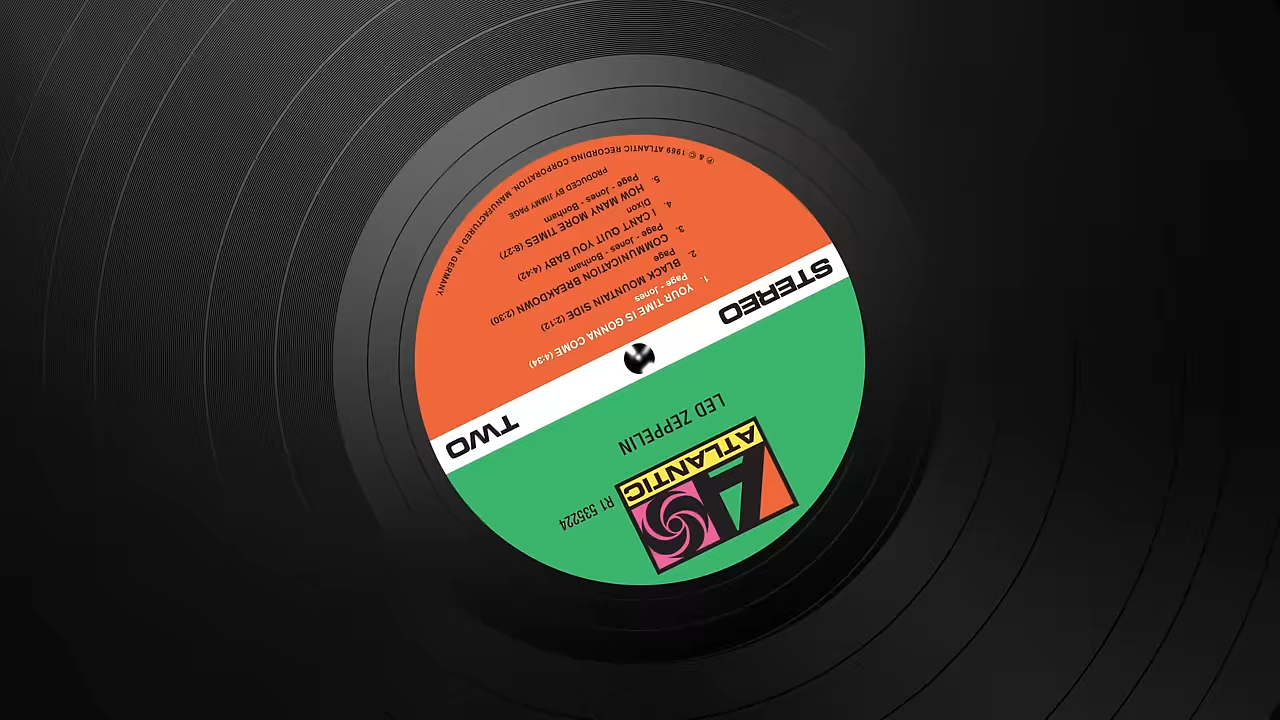 ATLANTIC
LED ZEPPELIN
R1 535224
STEREO
TWO
1. YOUR TIME IS GONNA COME (4:34)
Page - Jones
2. BLACK MOUNTAIN SIDE (2:12)
Page
3. COMMUNICATION BREAKDOWN (2:30)
Page - Jones - Bonham
4. I CAN'T QUIT YOU BABY (4:42)
Dixon
5. HOW MANY MORE TIMES (8:27)
Page - Jones - Bonham
PRODUCED BY JIMMY PAGE
℗ & © 1969 ATLANTIC RECORDING CORPORATION. MANUFACTURED IN GERMANY.